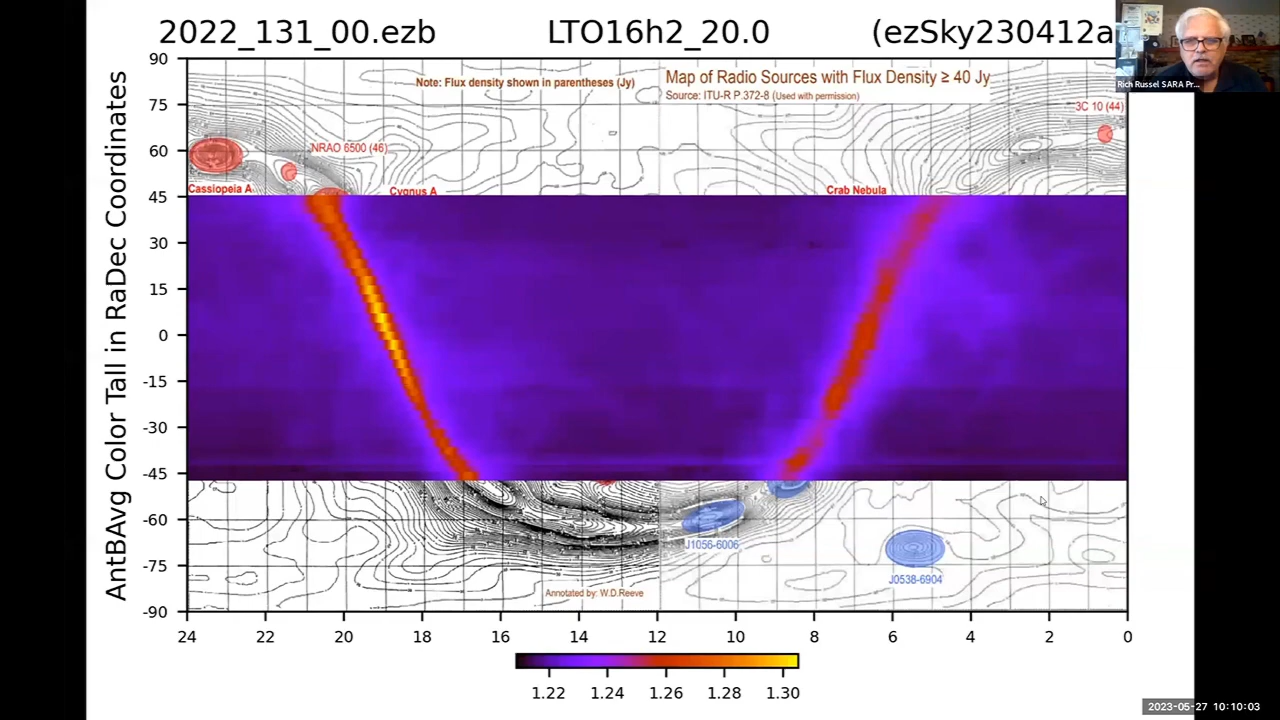 2022_131_00.ezb LTO16h2_20.0 (ezSky230412a
Rich Russel SARA Pr...
AntBAvg Color Tall in RaDec Coordinates
90
75
60
45
30
15
0
-15
-30
-45
-60
-75
-90
Note: Flux density shown in parentheses (Jy)
Map of Radio Sources with Flux Density ≥ 40 Jy
Source: ITU-R P.372-8 (Used with permission)
3C 10 (44)
NRAO 6500 (46)
Cassiopeia A
Cygnus A
Crab Nebula
J1056-6006
J0538-6904
Annotated by: W.D.Reeve
24 22 20 18 16 14 12 10 8 6 4 2 0
1.22 1.24 1.26 1.28 1.30
2023-05-27 10:10:03